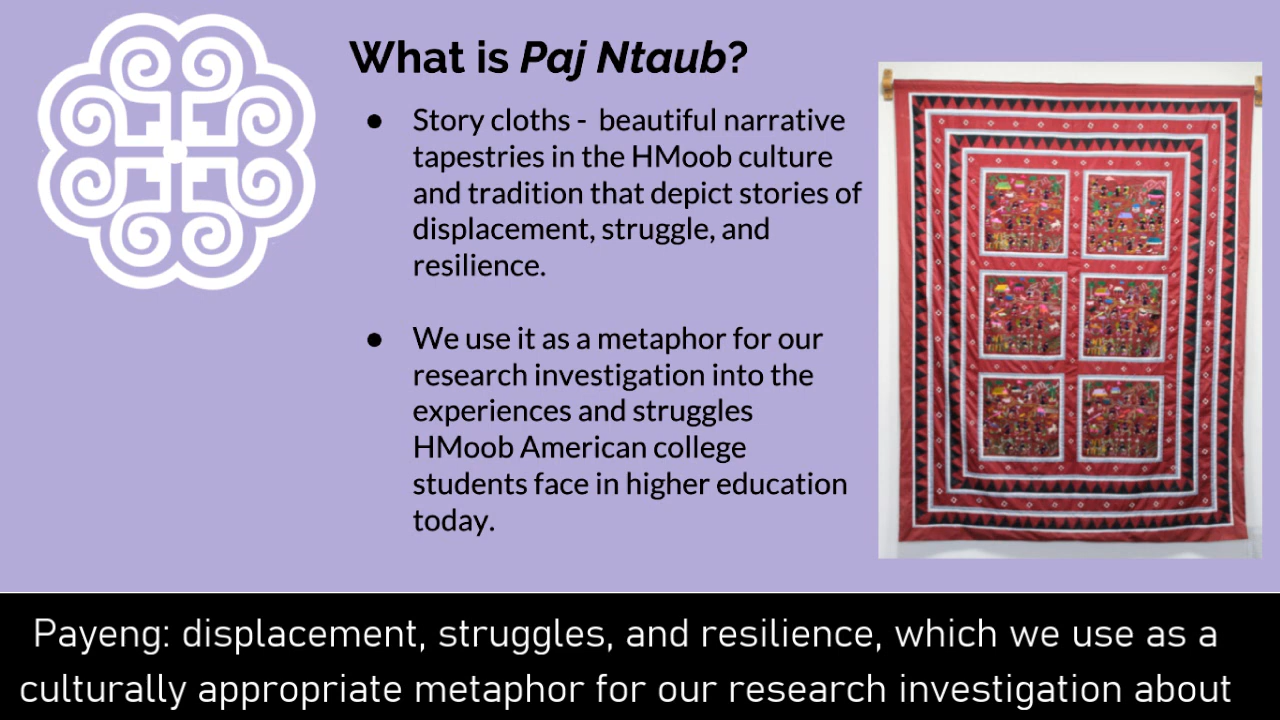 What is Paj Ntaub?
● Story cloths - beautiful narrative
tapestries in the HMoob culture
and tradition that depict stories of
displacement, struggle, and
resilience.
● We use it as a metaphor for our
research investigation into the
experiences and struggles
HMoob American college
students face in higher education
today.
Payeng: displacement, struggles, and resilience, which we use as a
culturally appropriate metaphor for our research investigation about